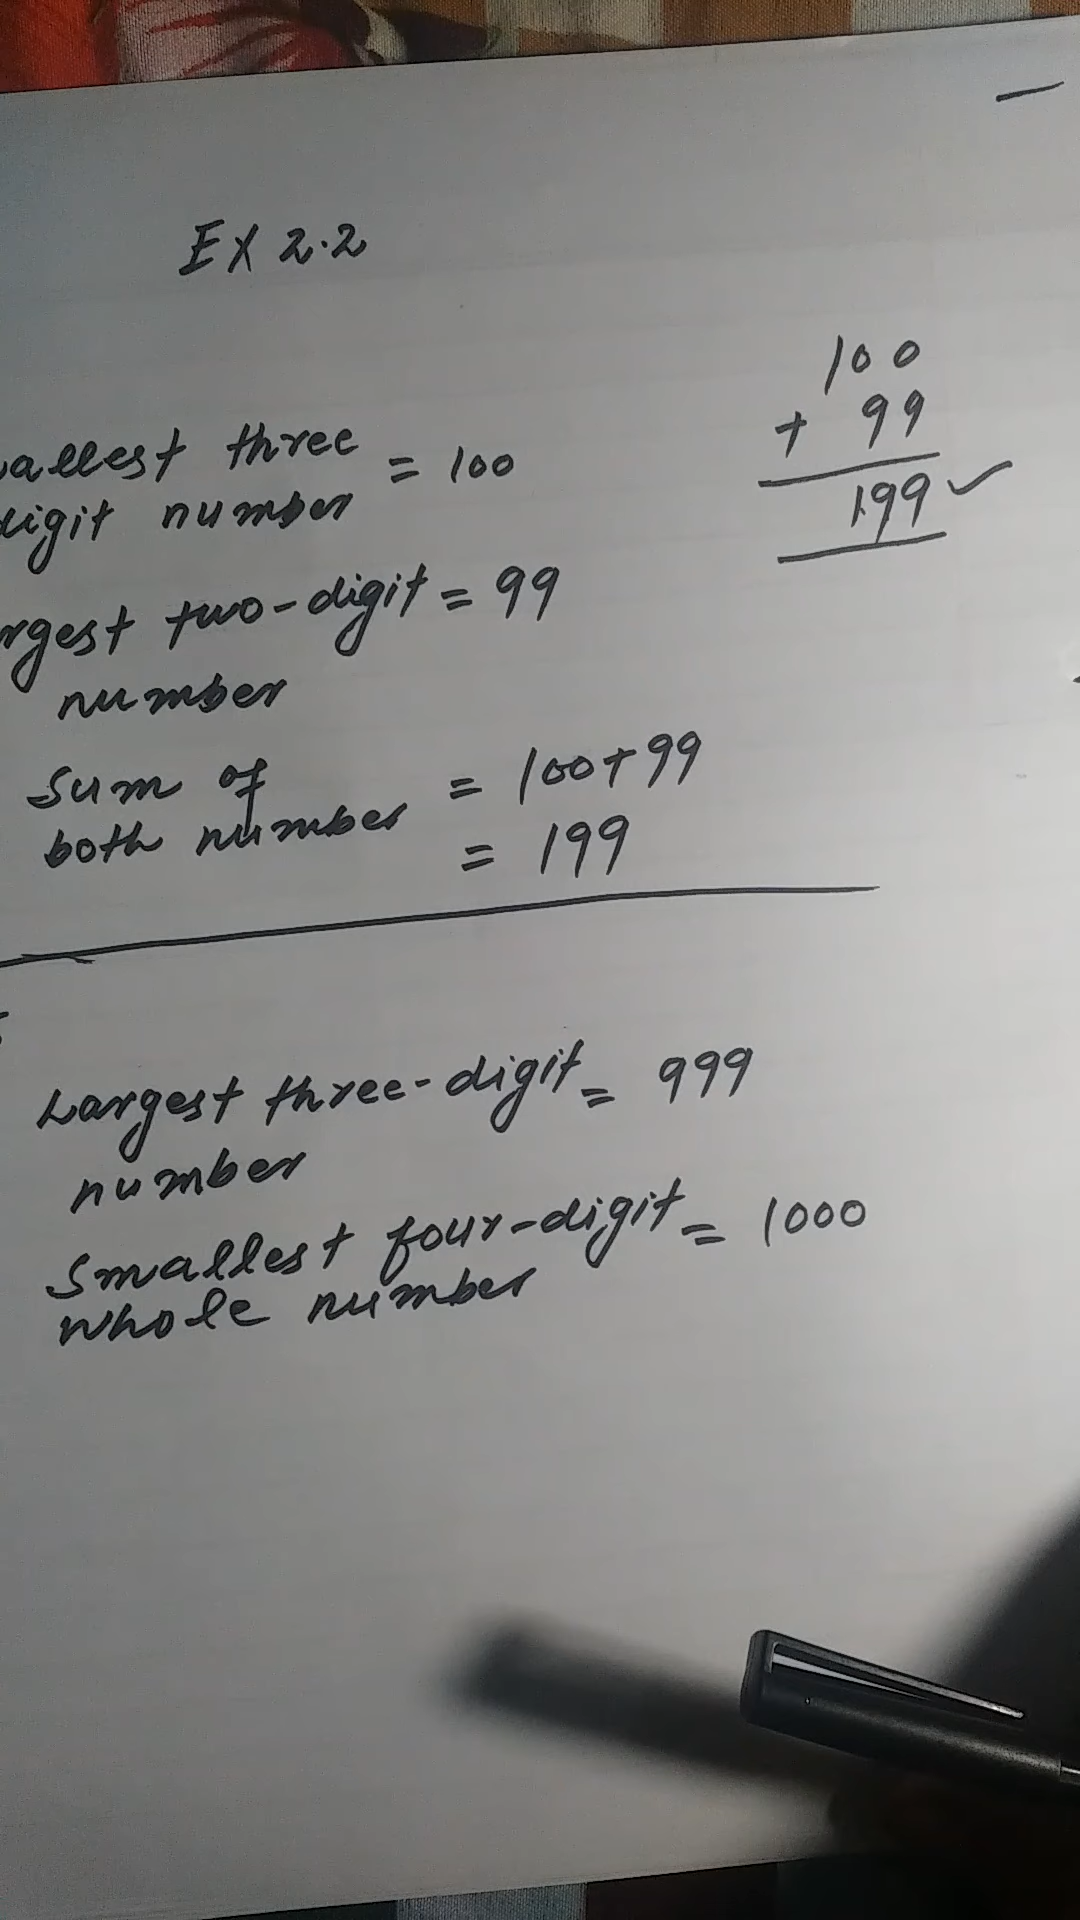 EX 2.2
allest three
= 100
digit number
rgest two-digit = 99
number
Sum of
both number
= 100+99
= 199
100
+ 99
199 ✓
Largest three-digit = 999
number
Smallest four-digit = 1000
whole number